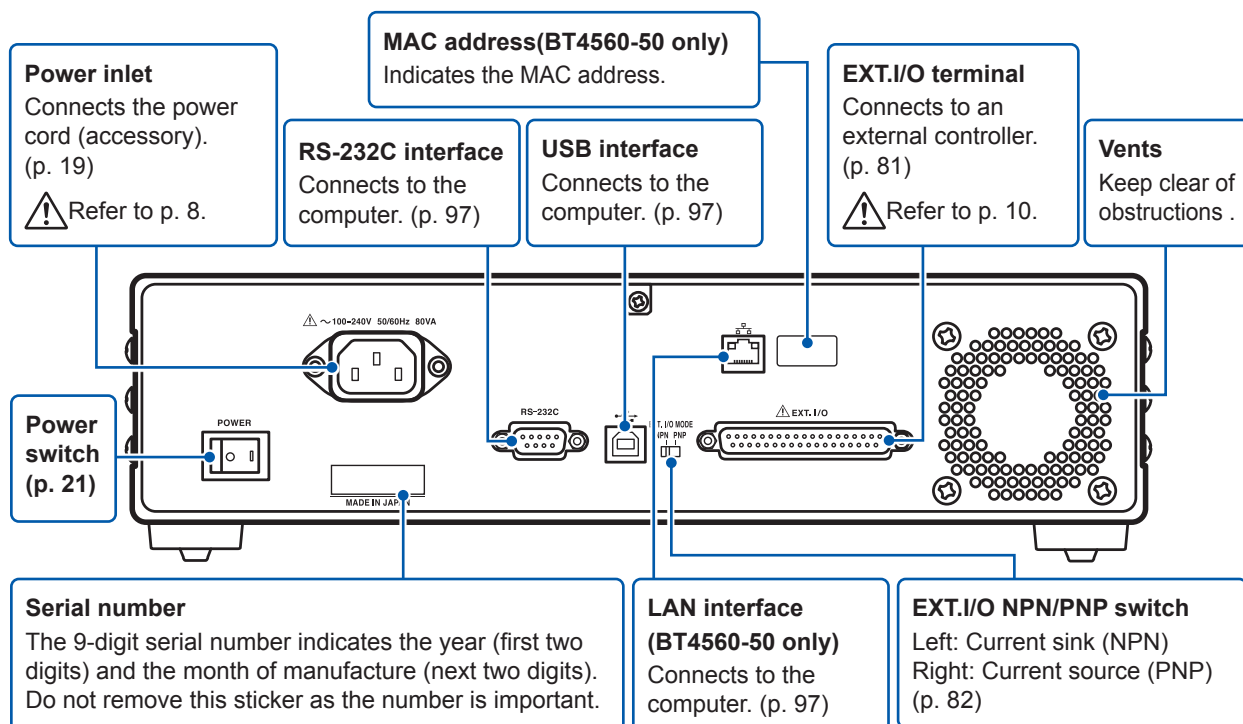 MAC address(BT4560-50 only)
Indicates the MAC address.
Power inlet
Connects the power
cord (accessory).
(p. 19)
Refer to p. 8.
RS-232C interface
Connects to the
computer. (p. 97)
USB interface
Connects to the
computer. (p. 97)
EXT.I/O terminal
Connects to an
external controller.
(p. 81)
Refer to p. 10.
Vents
Keep clear of
obstructions .
~100-240V 50/60Hz 80VA
Power
switch
(p. 21)
POWER
RS-232C
EXT. I/O MODE
NPN PNP
EXT. I/O
MADE IN JAPAN
Serial number
The 9-digit serial number indicates the year (first two
digits) and the month of manufacture (next two digits).
Do not remove this sticker as the number is important.
LAN interface
(BT4560-50 only)
Connects to the
computer. (p. 97)
EXT.I/O NPN/PNP switch
Left: Current sink (NPN)
Right: Current source (PNP)
(p. 82)